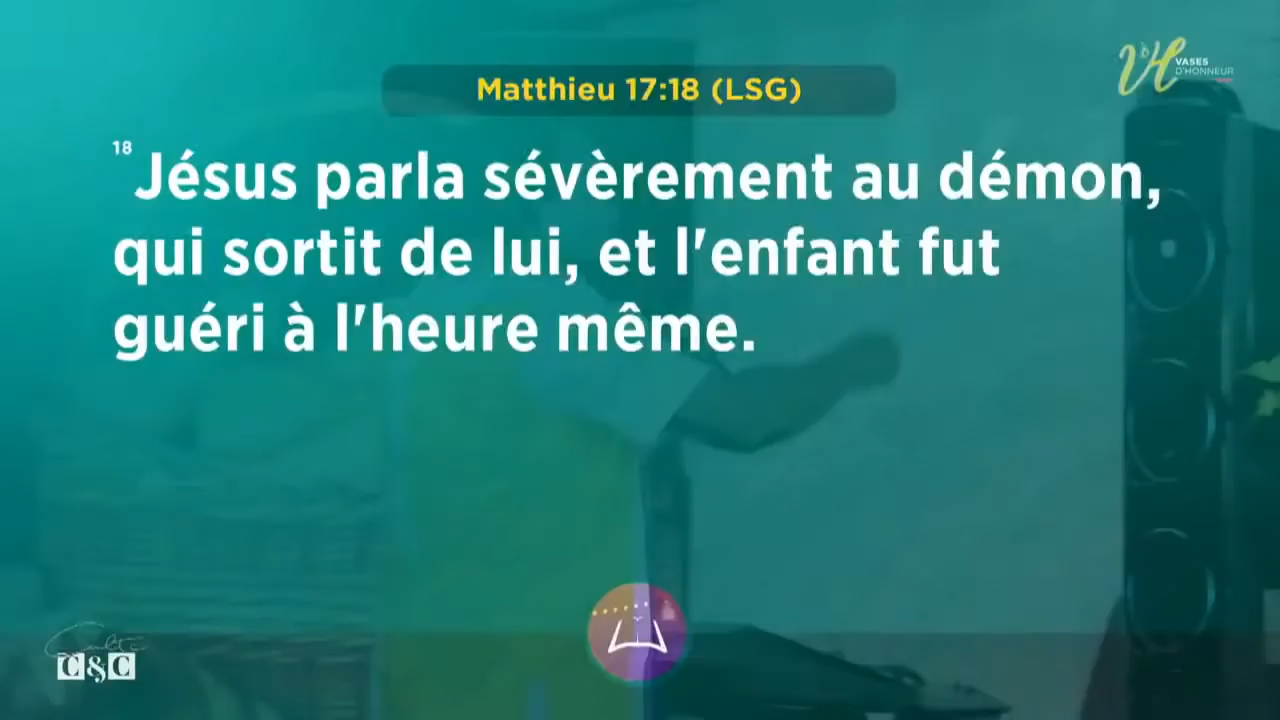 Matthieu 17:18 (LSG)
VASES
D'HONNEUR
18 Jésus parla sévèrement au démon,
qui sortit de lui, et l'enfant fut
guéri à l'heure même.
C&C